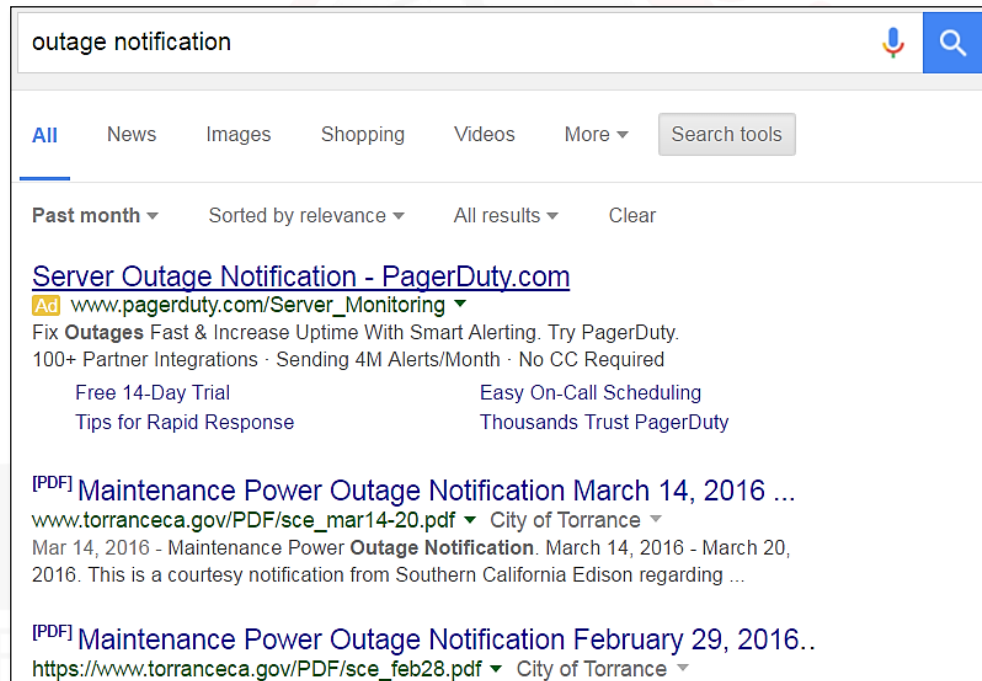 outage notification
All News Images Shopping Videos More Search tools
Past month Sorted by relevance All results Clear
Server Outage Notification - PagerDuty.com
Ad www.pagerduty.com/Server_Monitoring
Fix Outages Fast & Increase Uptime With Smart Alerting. Try PagerDuty.
100+ Partner Integrations · Sending 4M Alerts/Month · No CC Required
Free 14-Day Trial Easy On-Call Scheduling
Tips for Rapid Response Thousands Trust PagerDuty
[PDF] Maintenance Power Outage Notification March 14, 2016 ...
www.torranceca.gov/PDF/sce_mar14-20.pdf City of Torrance
Mar 14, 2016 - Maintenance Power Outage Notification. March 14, 2016 - March 20,
2016. This is a courtesy notification from Southern California Edison regarding ...
[PDF] Maintenance Power Outage Notification February 29, 2016..
https://www.torranceca.gov/PDF/sce_feb28.pdf City of Torrance